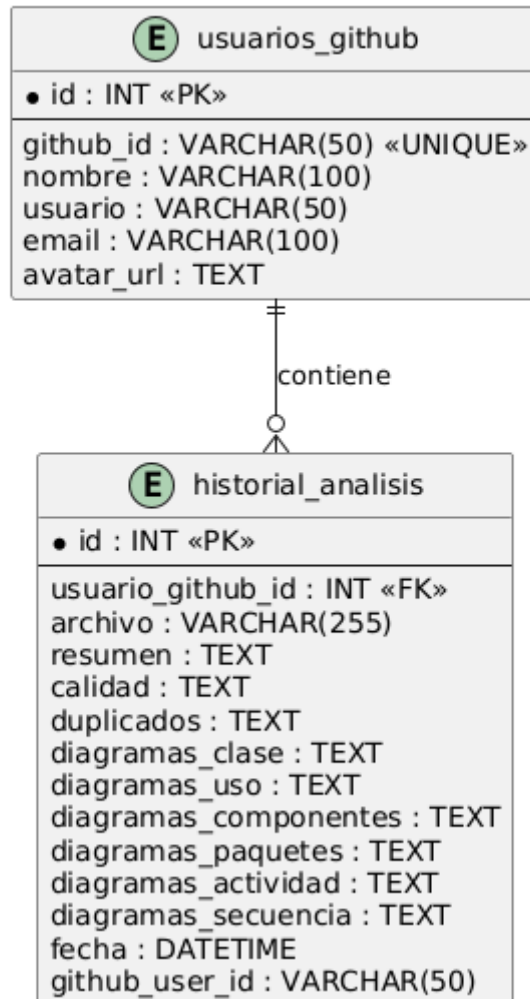 E usuarios_github
id : INT «PK»
github_id : VARCHAR(50) «UNIQUE»
nombre : VARCHAR(100)
usuario : VARCHAR(50)
email : VARCHAR(100)
avatar_url : TEXT
contiene
E historial_analisis
id : INT «PK»
usuario_github_id : INT «FK»
archivo : VARCHAR(255)
resumen : TEXT
calidad : TEXT
duplicados : TEXT
diagramas_clase : TEXT
diagramas_uso : TEXT
diagramas_componentes : TEXT
diagramas_paquetes : TEXT
diagramas_actividad : TEXT
diagramas_secuencia : TEXT
fecha : DATETIME
github_user_id : VARCHAR(50)